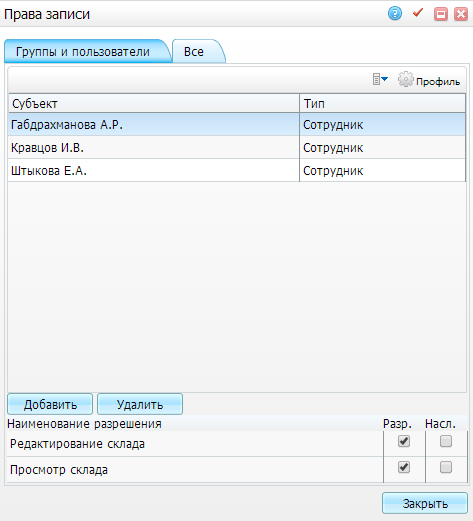 Права записи
Группы и пользователи Все
Профиль
Субъект Тип
Габдрахманова А.Р. Сотрудник
Кравцов И.В. Сотрудник
Штыкова Е.А. Сотрудник
Добавить Удалить
Наименование разрешения Разр. Насл.
Редактирование склада
Просмотр склада
Закрыть